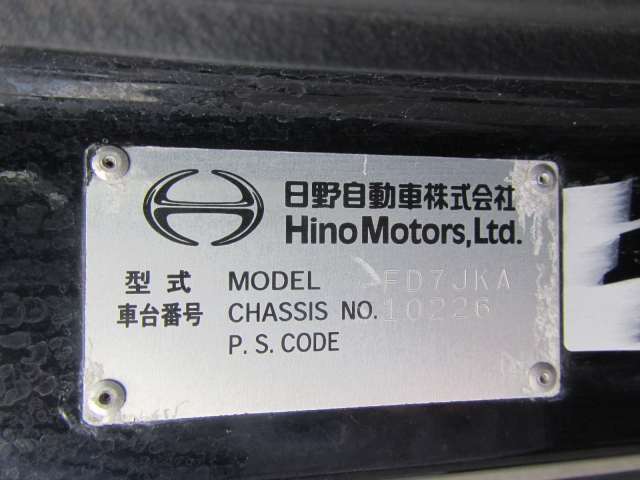 日野自動車株式会社
Hino Motors, Ltd.
型式 MODEL FD7JKA
車台番号 CHASSIS NO. 10226
P. S. CODE